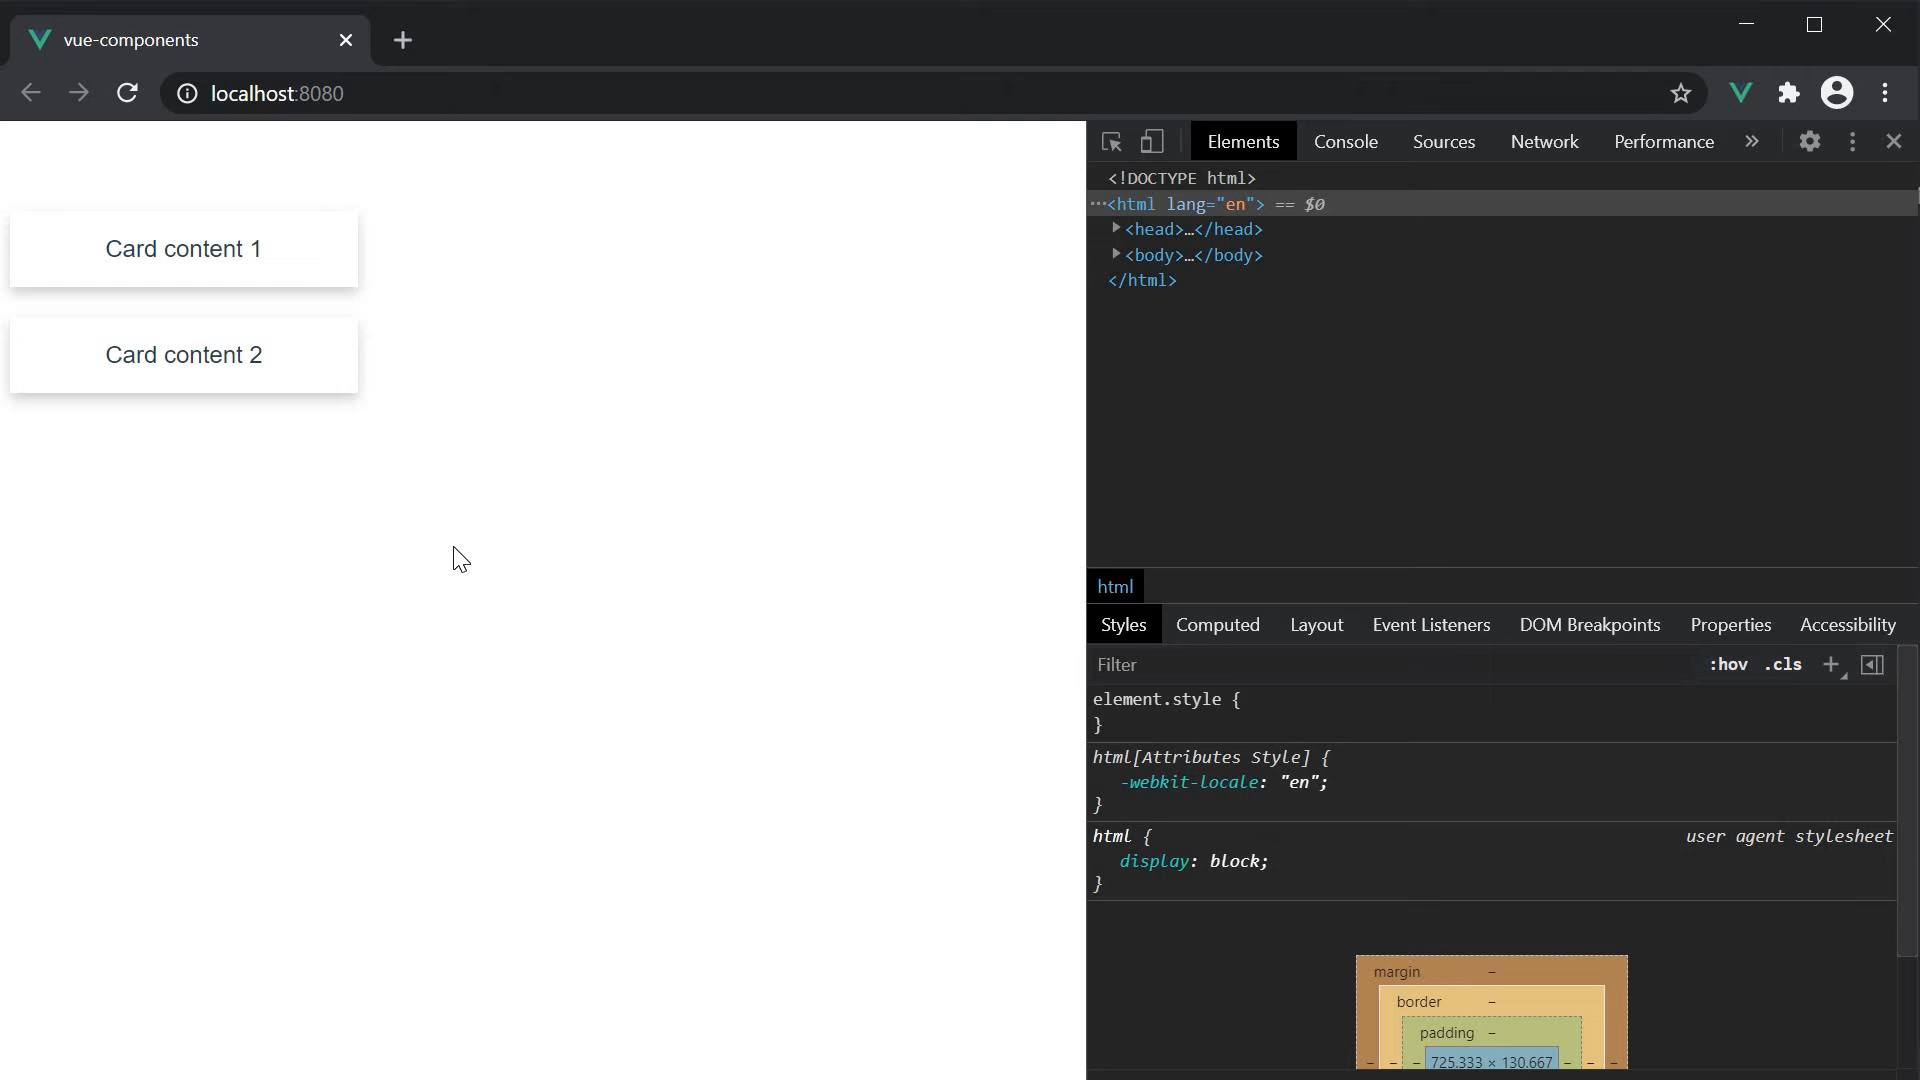 vue-components
localhost:8080
Card content 1
Card content 2
Elements Console Sources Network Performance »
<!DOCTYPE html>
…<html lang="en"> == $0
<head>…</head>
<body>…</body>
</html>
html
Styles Computed Layout Event Listeners DOM Breakpoints Properties Accessibility
Filter :hov .cls
element.style {
}
html[Attributes Style] {
-webkit-locale: "en";
}
html { user agent stylesheet
display: block;
}
margin –
border –
padding –
– – – 725.333 × 130.667 – – –